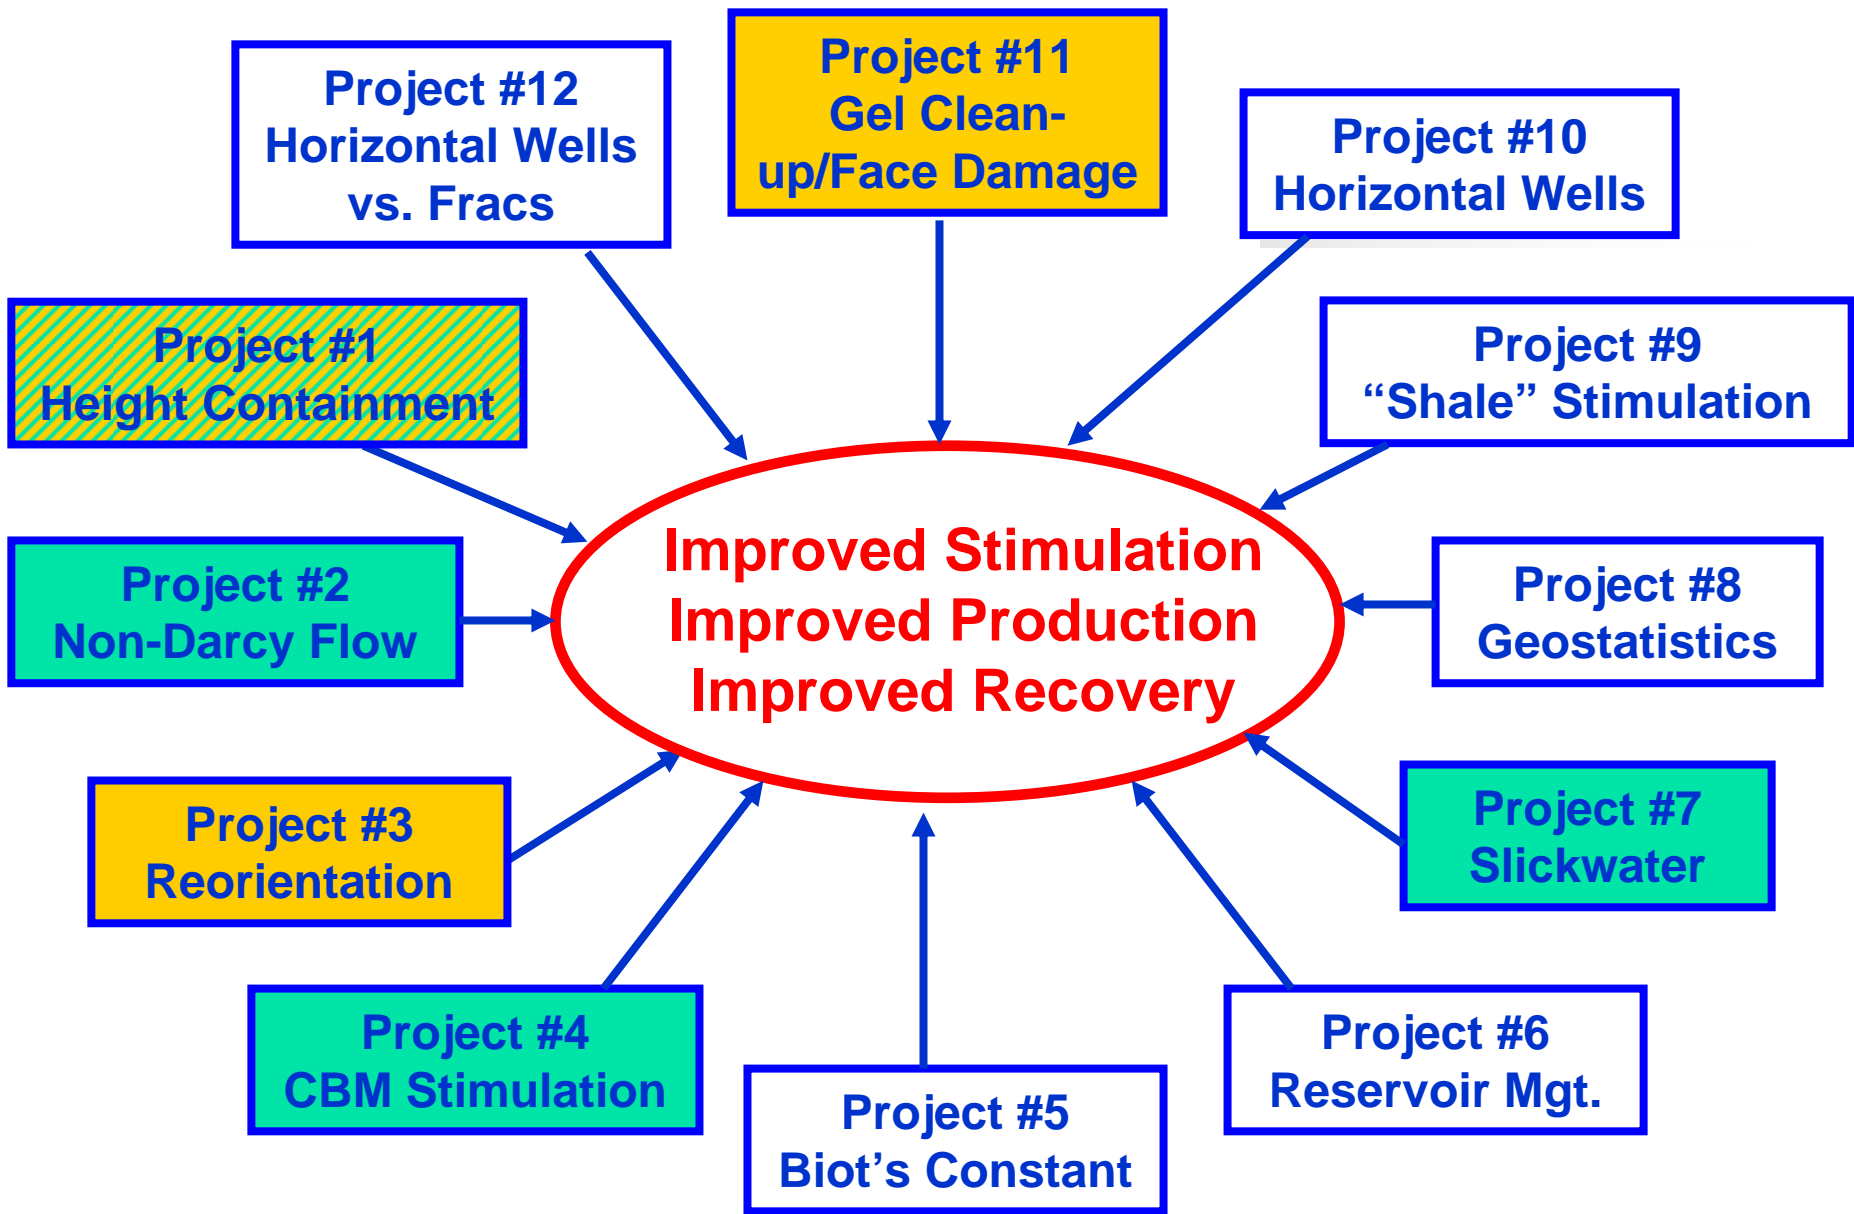 Project #12
Horizontal Wells
vs. Fracs
Project #11
Gel Clean-
up/Face Damage
Project #10
Horizontal Wells
Project #1
Height Containment
Project #9
“Shale” Stimulation
Improved Stimulation
Improved Production
Improved Recovery
Project #2
Non-Darcy Flow
Project #8
Geostatistics
Project #3
Reorientation
Project #7
Slickwater
Project #4
CBM Stimulation
Project #5
Biot’s Constant
Project #6
Reservoir Mgt.